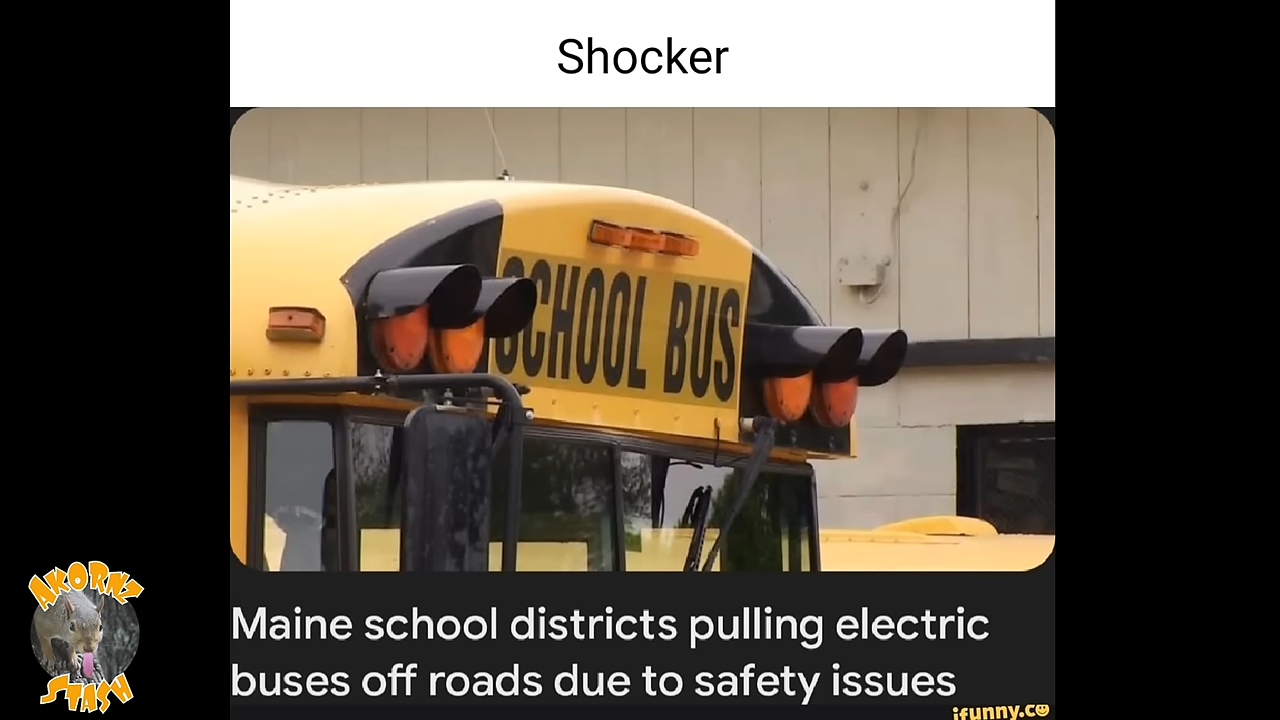 Shocker
SCHOOL BUS
Maine school districts pulling electric
buses off roads due to safety issues
AKORNZ
STASH
ifunny.co